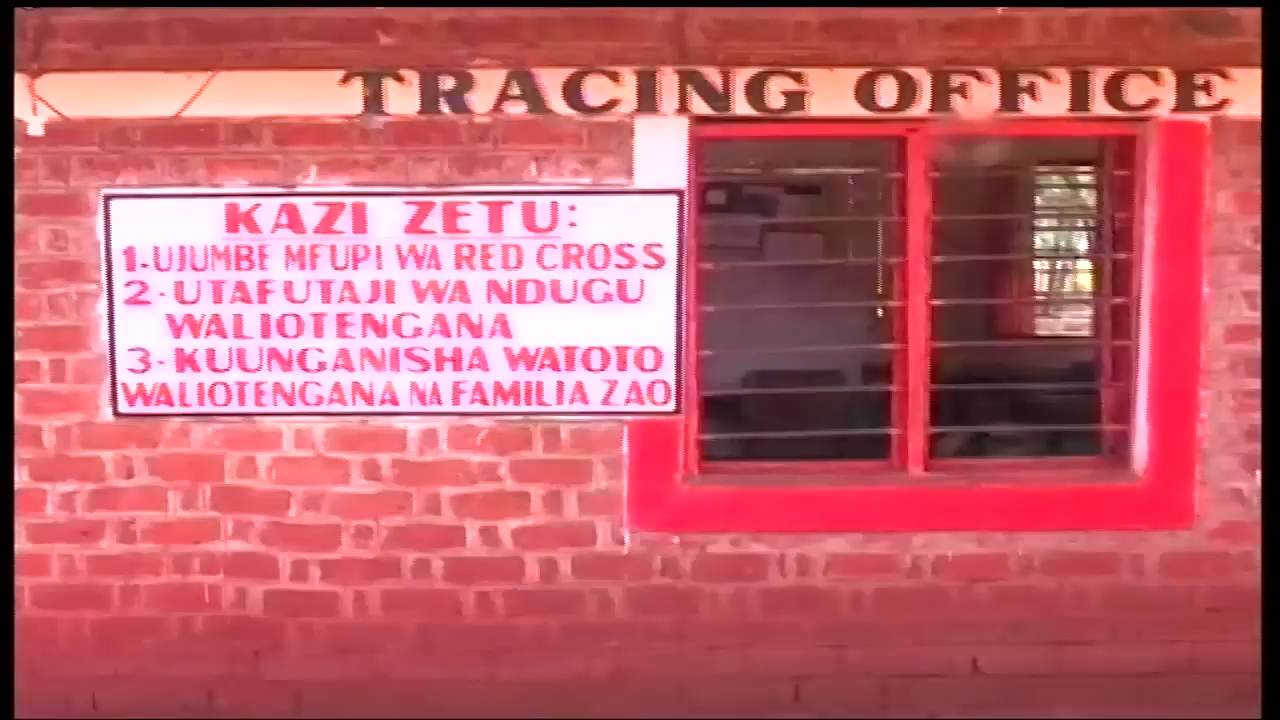 TRACING OFFICE
KAZI ZETU:
1-UJUMBE MFUPI WA RED CROSS
2-UTAFUTAJI WA NDUGU
WALIOTENGANA
3-KUUNGANISHA WATOTO
WALIOTENGANA NA FAMILIA ZAO